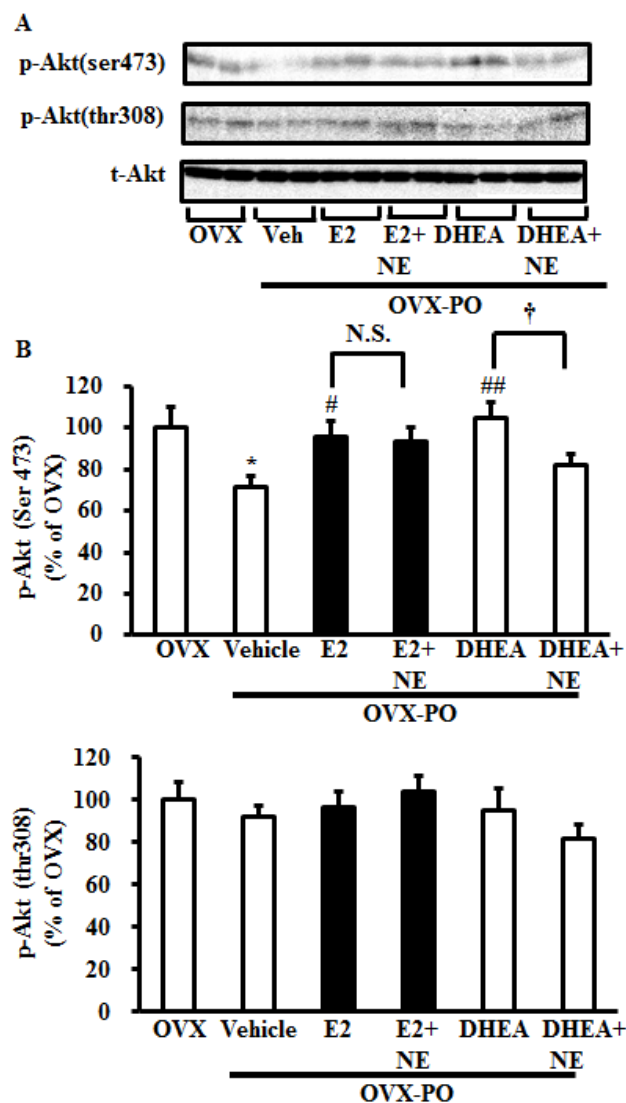 A
p-Akt(ser473)
p-Akt(thr308)
t-Akt
OVX Veh E2 E2+ DHEA DHEA+
NE NE
OVX-PO
†
B
N.S.
120
100
80
60
40
20
0
p-Akt (Ser 473)
(% of OVX)
*
#
##
OVX Vehicle E2 E2+ DHEA DHEA+
NE NE
OVX-PO
120
100
80
60
40
20
0
p-Akt (thr308)
(% of OVX)
OVX Vehicle E2 E2+ DHEA DHEA+
NE NE
OVX-PO